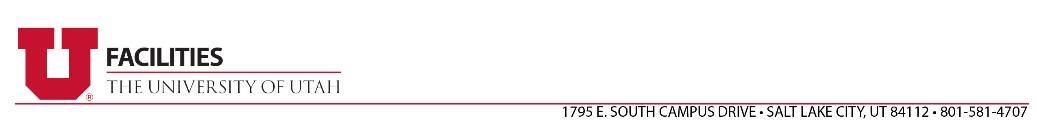 U
FACILITIES
THE UNIVERSITY OF UTAH
®
1795 E. SOUTH CAMPUS DRIVE • SALT LAKE CITY, UT 84112 • 801-581-4707